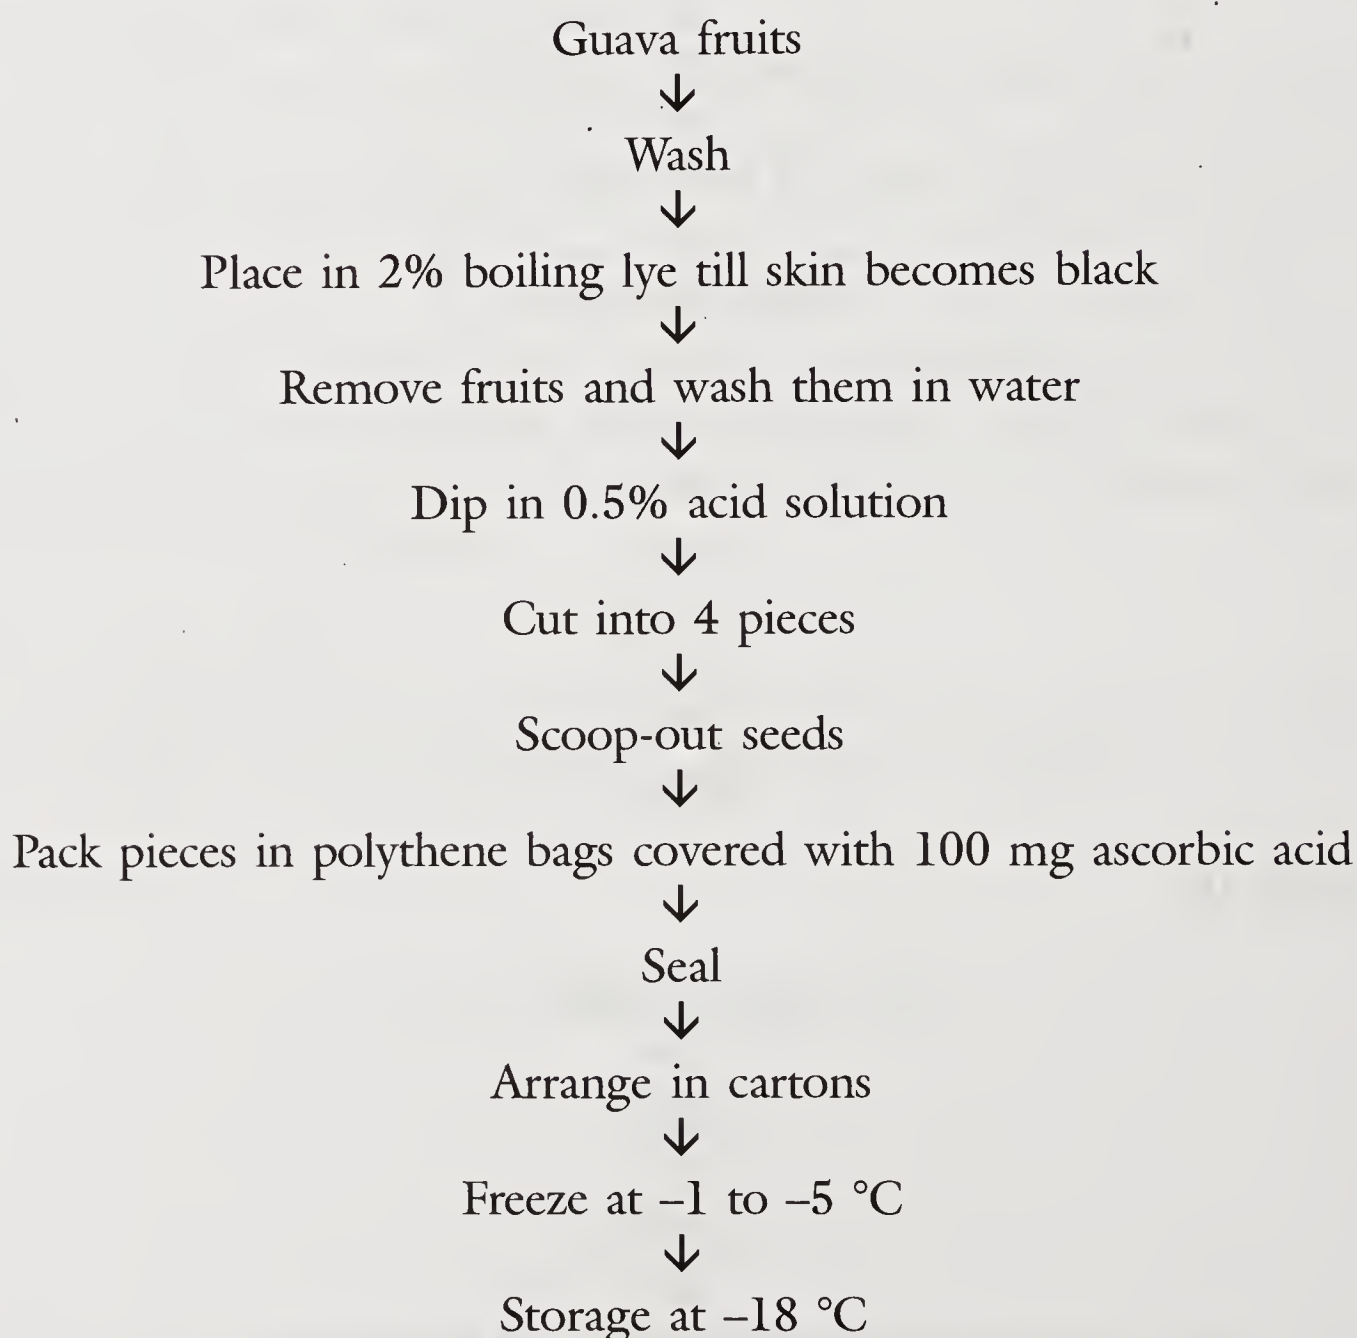 Guava fruits
↓
Wash
↓
Place in 2% boiling lye till skin becomes black
↓
Remove fruits and wash them in water
↓
Dip in 0.5% acid solution
↓
Cut into 4 pieces
↓
Scoop-out seeds
↓
Pack pieces in polythene bags covered with 100 mg ascorbic acid
↓
Seal
↓
Arrange in cartons
↓
Freeze at –1 to –5 °C
↓
Storage at –18 °C